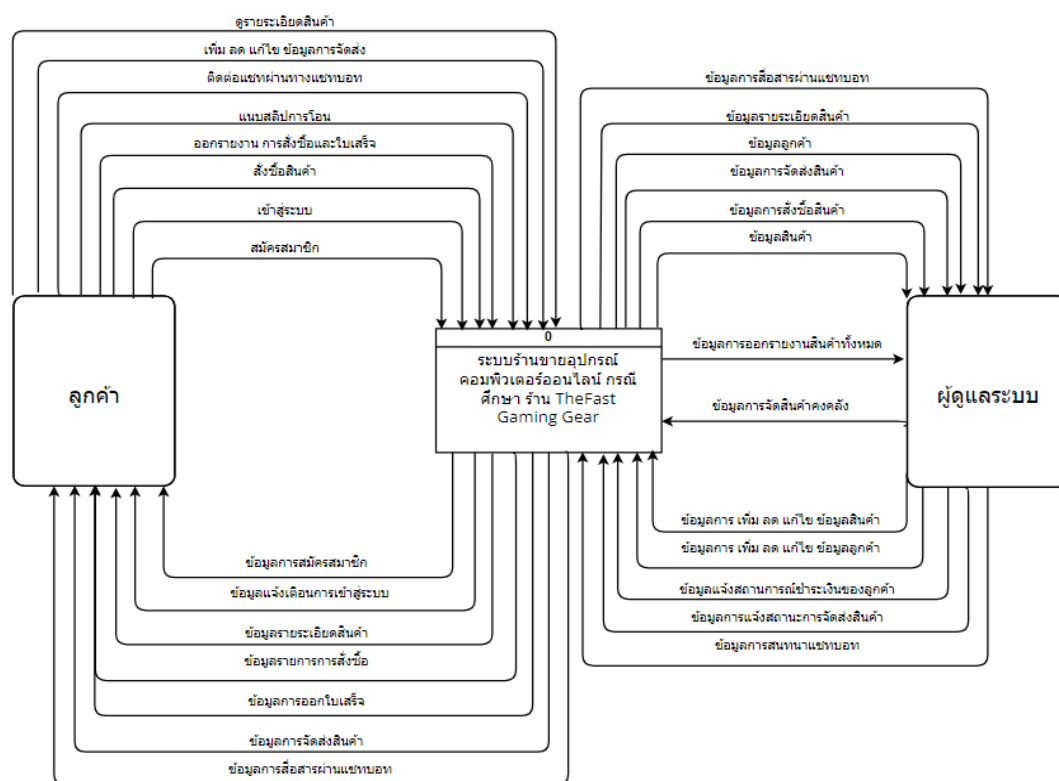 ดูรายระเอียดสินค้า
เพิ่ม ลด แก้ไข ข้อมูลการจัดส่ง
ติดต่อแชทผ่านทางแชทบอท
แนบสลิปการโอน
ออกรายงาน การสั่งซื้อและใบเสร็จ
สั่งซื้อสินค้า
เข้าสู่ระบบ
สมัครสมาชิก
ข้อมูลการสื่อสารผ่านแชทบอท
ข้อมูลรายระเอียดสินค้า
ข้อมูลลูกค้า
ข้อมูลการจัดส่งสินค้า
ข้อมูลการสั่งซื้อสินค้า
ข้อมูลสินค้า
ลูกค้า
0
ระบบร้านขายอุปกรณ์
คอมพิวเตอร์ออนไลน์ กรณี
ศึกษา ร้าน TheFast
Gaming Gear
ข้อมูลการออกรายงานสินค้าทั้งหมด
ข้อมูลการจัดสินค้าคงคลัง
ผู้ดูแลระบบ
ข้อมูลการสมัครสมาชิก
ข้อมูลแจ้งเตือนการเข้าสู่ระบบ
ข้อมูลรายระเอียดสินค้า
ข้อมูลรายการการสั่งซื้อ
ข้อมูลการออกใบเสร็จ
ข้อมูลการจัดส่งสินค้า
ข้อมูลการสื่อสารผ่านแชทบอท
ข้อมูลการ เพิ่ม ลด แก้ไข ข้อมูลสินค้า
ข้อมูลการ เพิ่ม ลด แก้ไข ข้อมูลลูกค้า
ข้อมูลแจ้งสถานการณ์ชำระเงินของลูกค้า
ข้อมูลการแจ้งสถานะการจัดส่งสินค้า
ข้อมูลการสนทนาแชทบอท